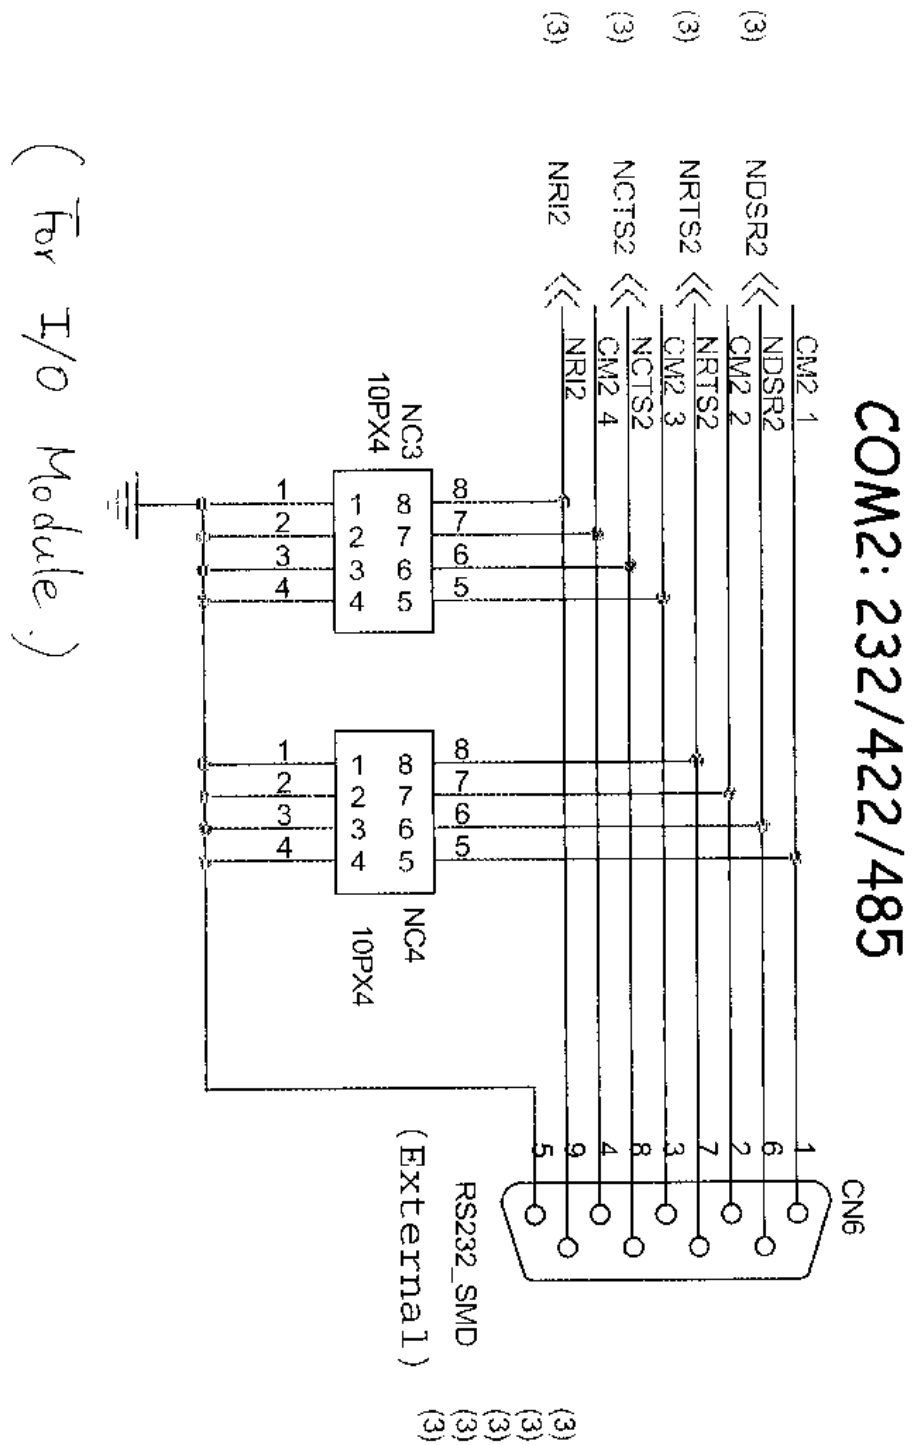 COM2: 232/422/485
CM2_1
(3) NDSR2 NDSR2
CM2_2
(3) NRTS2 NRTS2
CM2_3
(3) NCTS2 NCTS2
CM2_4
(3) NRI2 NRI2
NC3
10PX4
1 1 8 8
2 2 7 7
3 3 6 6
4 4 5 5
1 1 8 8
2 2 7 7
3 3 6 6
4 4 5 5
NC4
10PX4
CN6
1
6
2
7
3
8
4
9
5
RS232_SMD
(External)
(3)
(3)
(3)
(3)
(3)
(For I/O Module.)